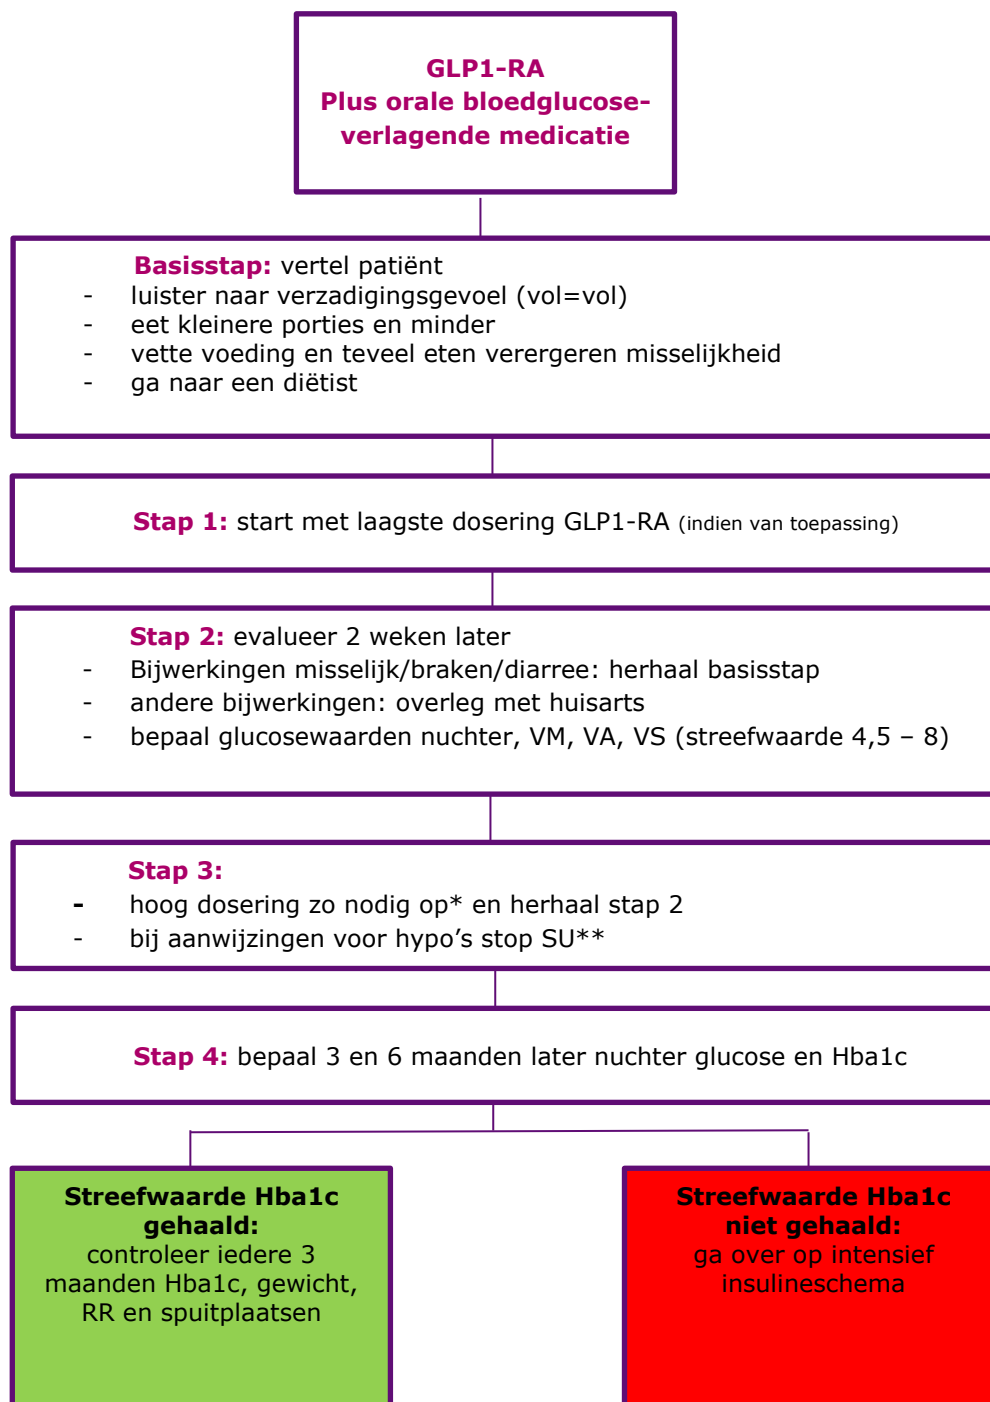 GLP1-RA
Plus orale bloedglucose-
verlagende medicatie
Basisstap: vertel patiënt
- luister naar verzadigingsgevoel (vol=vol)
- eet kleinere porties en minder
- vette voeding en teveel eten verergeren misselijkheid
- ga naar een diëtist
Stap 1: start met laagste dosering GLP1-RA (indien van toepassing)
Stap 2: evalueer 2 weken later
- Bijwerkingen misselijk/braken/diarree: herhaal basisstap
- andere bijwerkingen: overleg met huisarts
- bepaal glucosewaarden nuchter, VM, VA, VS (streefwaarde 4,5 – 8)
Stap 3:
- hoog dosering zo nodig op* en herhaal stap 2
- bij aanwijzingen voor hypo’s stop SU**
Stap 4: bepaal 3 en 6 maanden later nuchter glucose en Hba1c
Streefwaarde Hba1c
gehaald:
controleer iedere 3
maanden Hba1c, gewicht,
RR en spuitplaatsen
Streefwaarde Hba1c
niet gehaald:
ga over op intensief
insulineschema